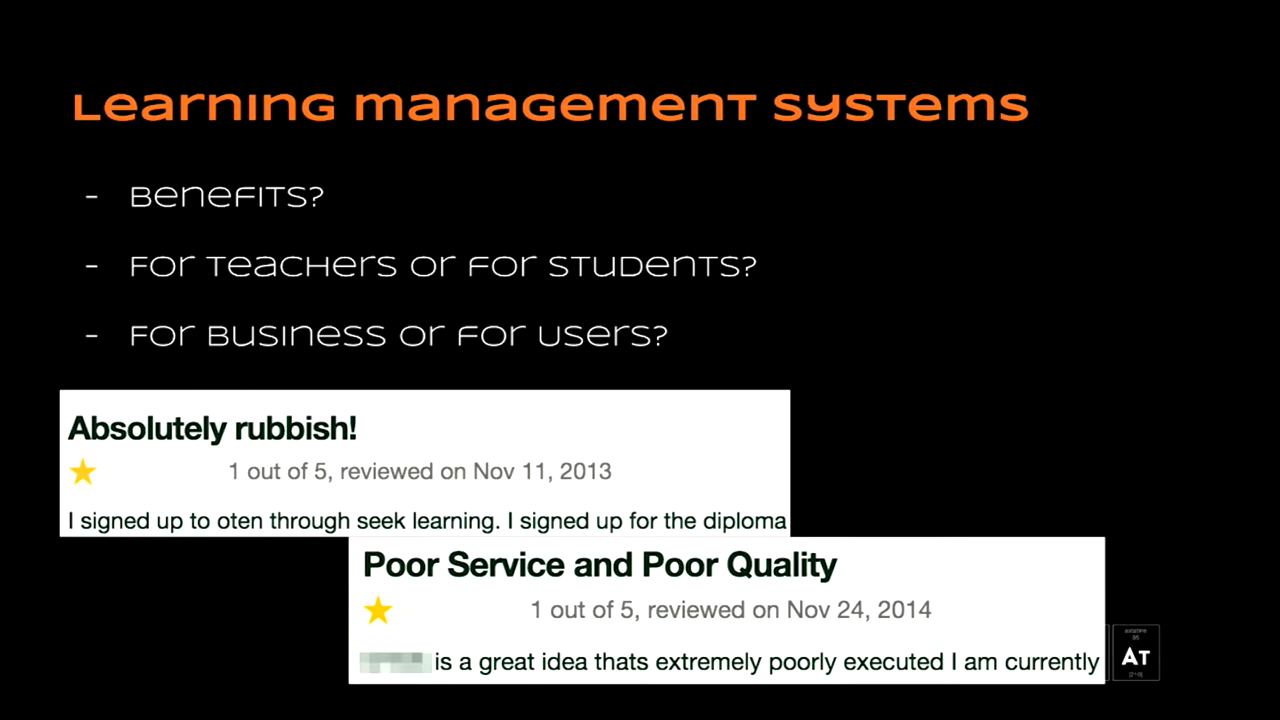 Learning management systems
- Benefits?
- For teachers or for students?
- For business or for users?
Absolutely rubbish!
1 out of 5, reviewed on Nov 11, 2013
I signed up to oten through seek learning. I signed up for the diploma
Poor Service and Poor Quality
1 out of 5, reviewed on Nov 24, 2014
is a great idea thats extremely poorly executed I am currently
85
At